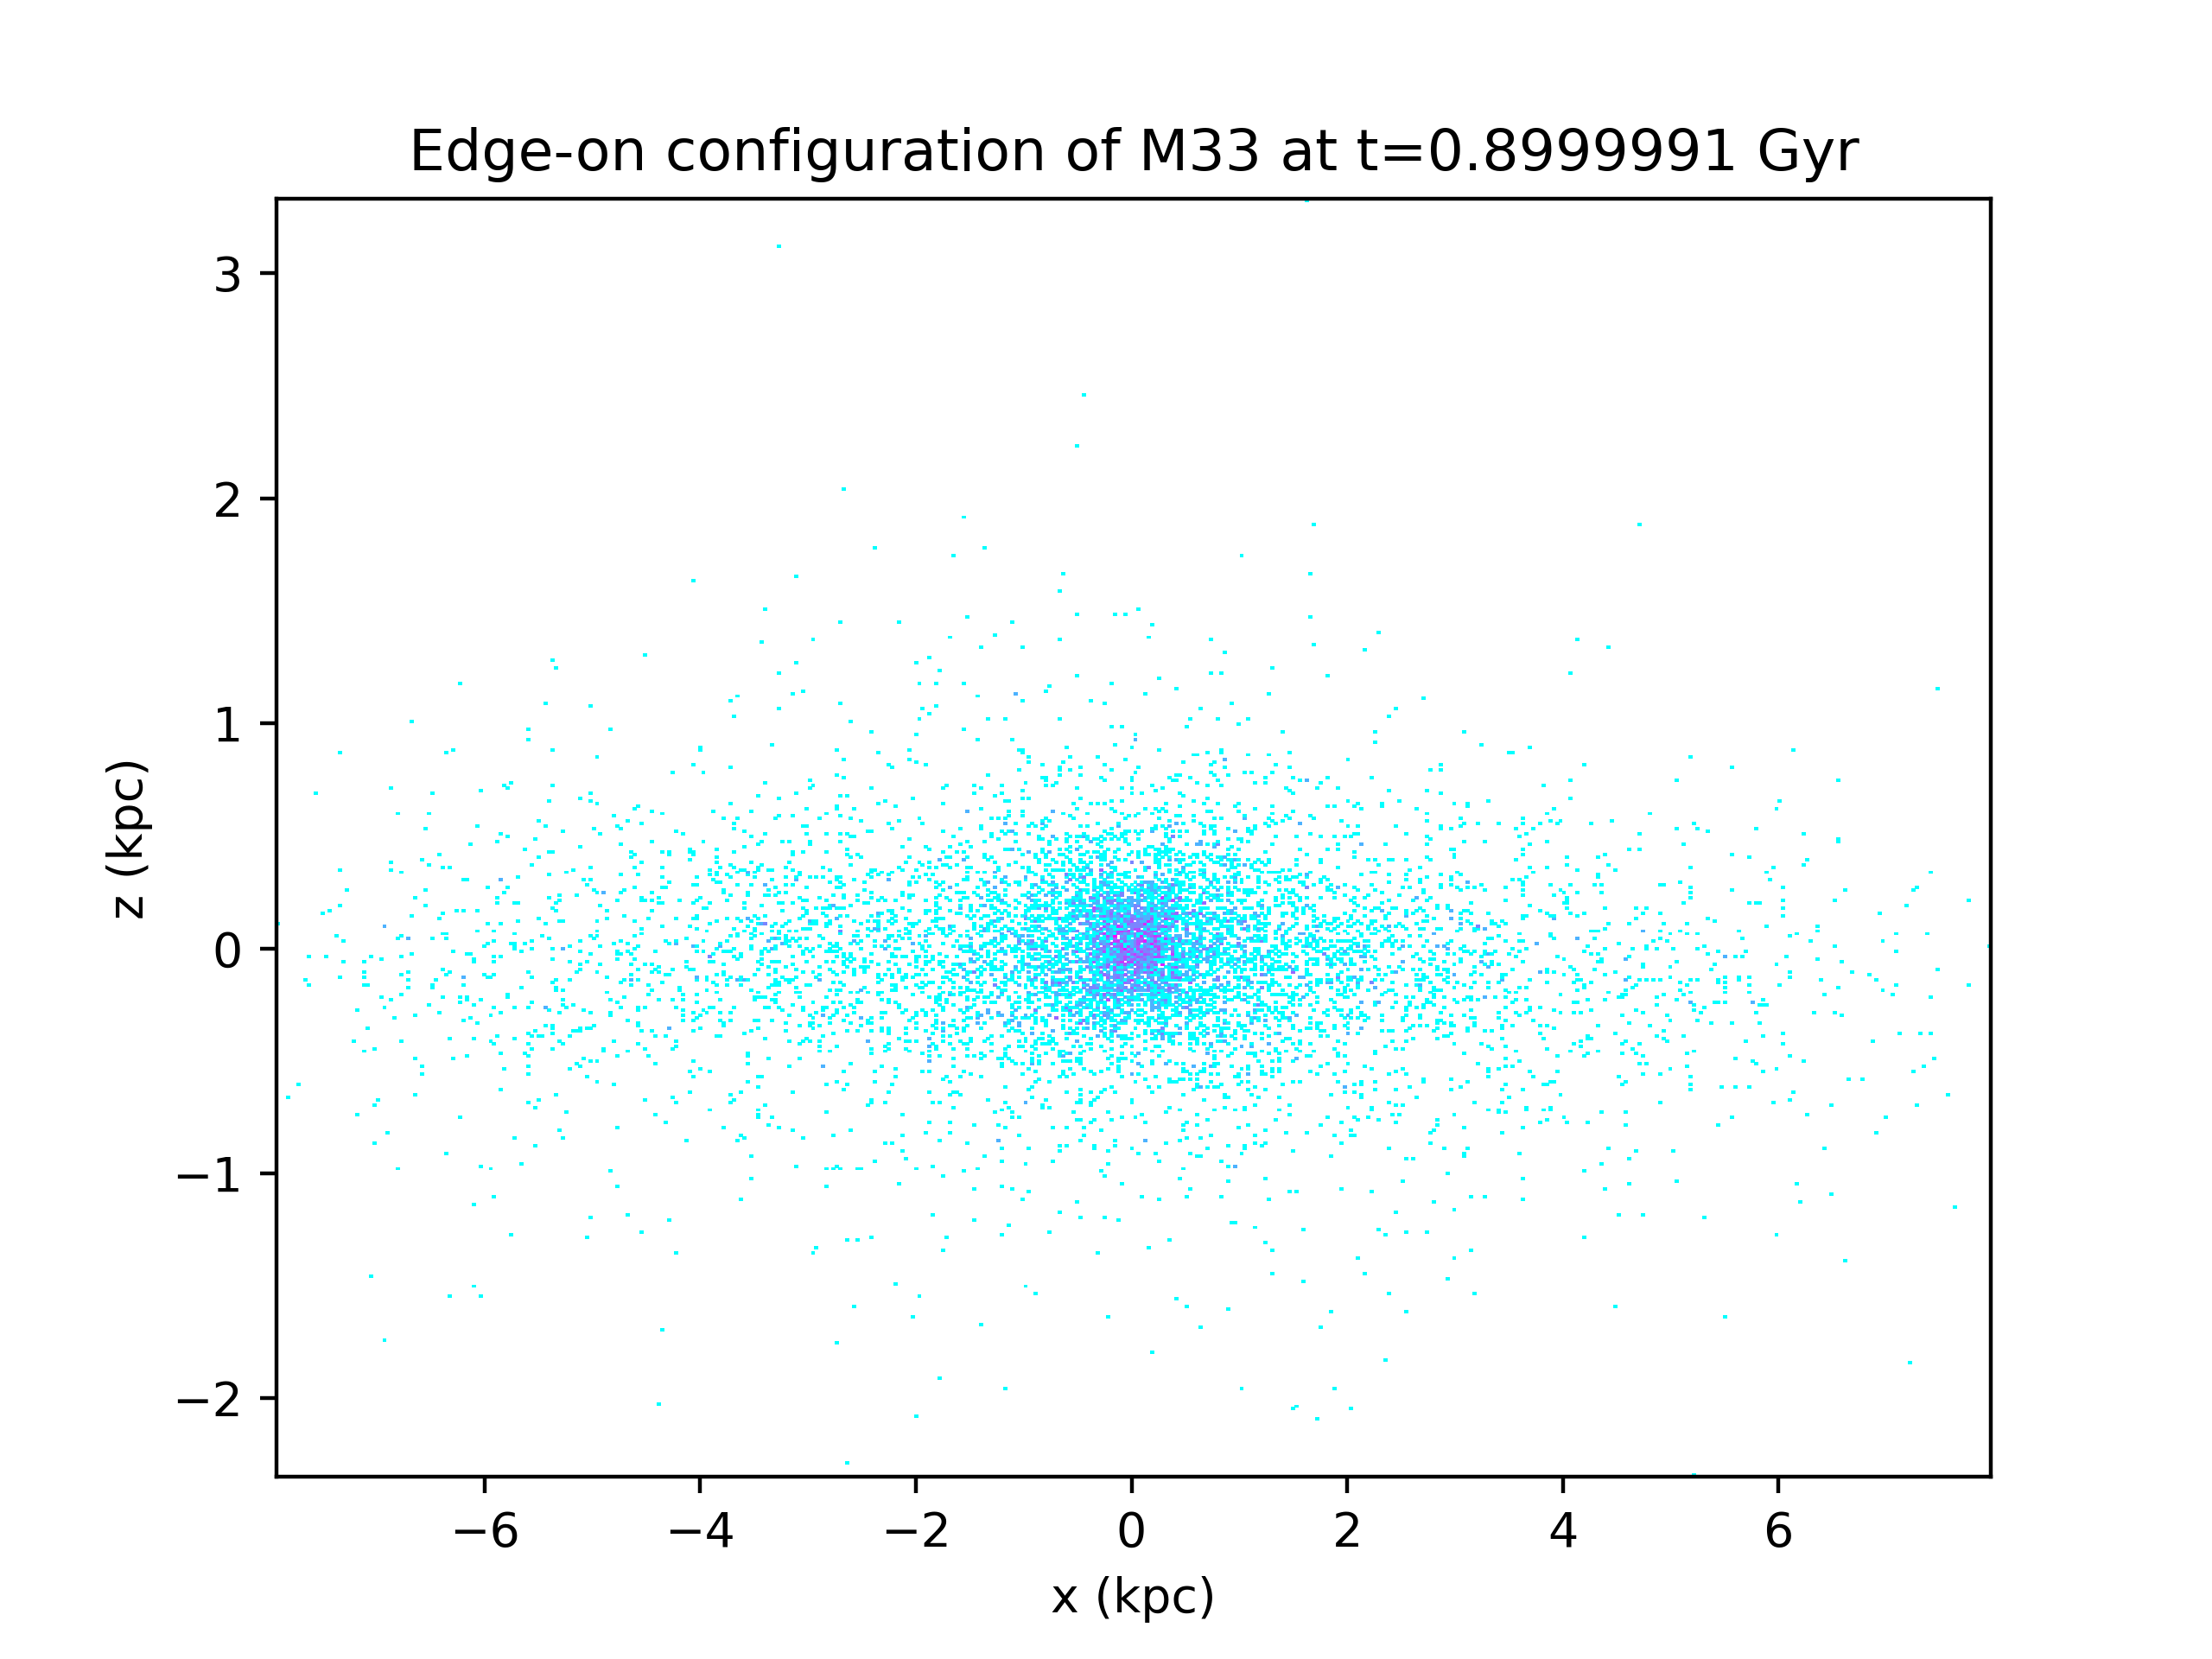 Edge-on configuration of M33 at t=0.8999991 Gyr
3
2
1
0
−1
−2
z (kpc)
−6 −4 −2 0 2 4 6
x (kpc)